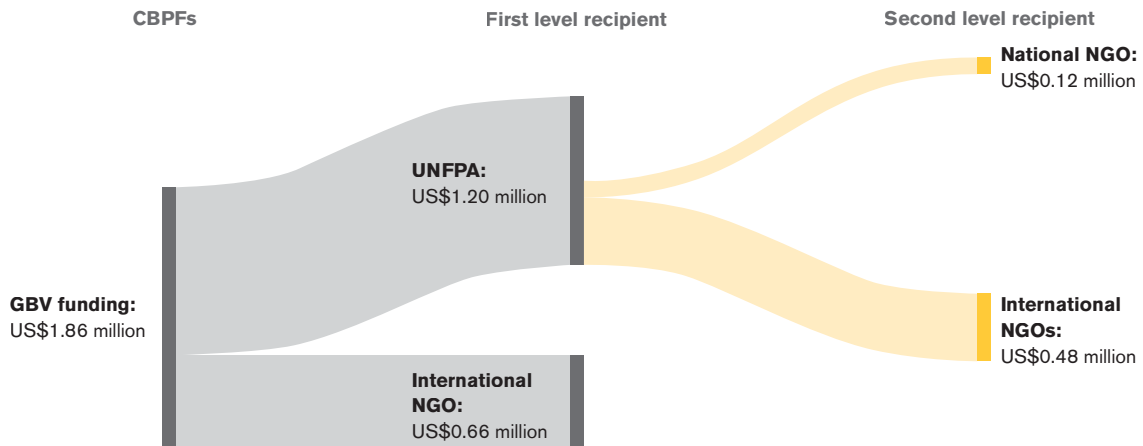 CBPFs
First level recipient
Second level recipient
National NGO:
US$0.12 million
UNFPA:
US$1.20 million
GBV funding:
US$1.86 million
International
NGOs:
US$0.48 million
International
NGO:
US$0.66 million